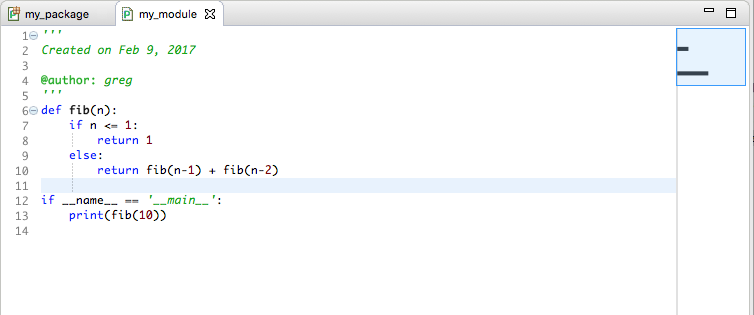 my_package my_module
1 '''
2 Created on Feb 9, 2017
3
4 @author: greg
5 '''
6 def fib(n):
7     if n <= 1:
8         return 1
9     else:
10         return fib(n-1) + fib(n-2)
11
12 if __name__ == '__main__':
13     print(fib(10))
14